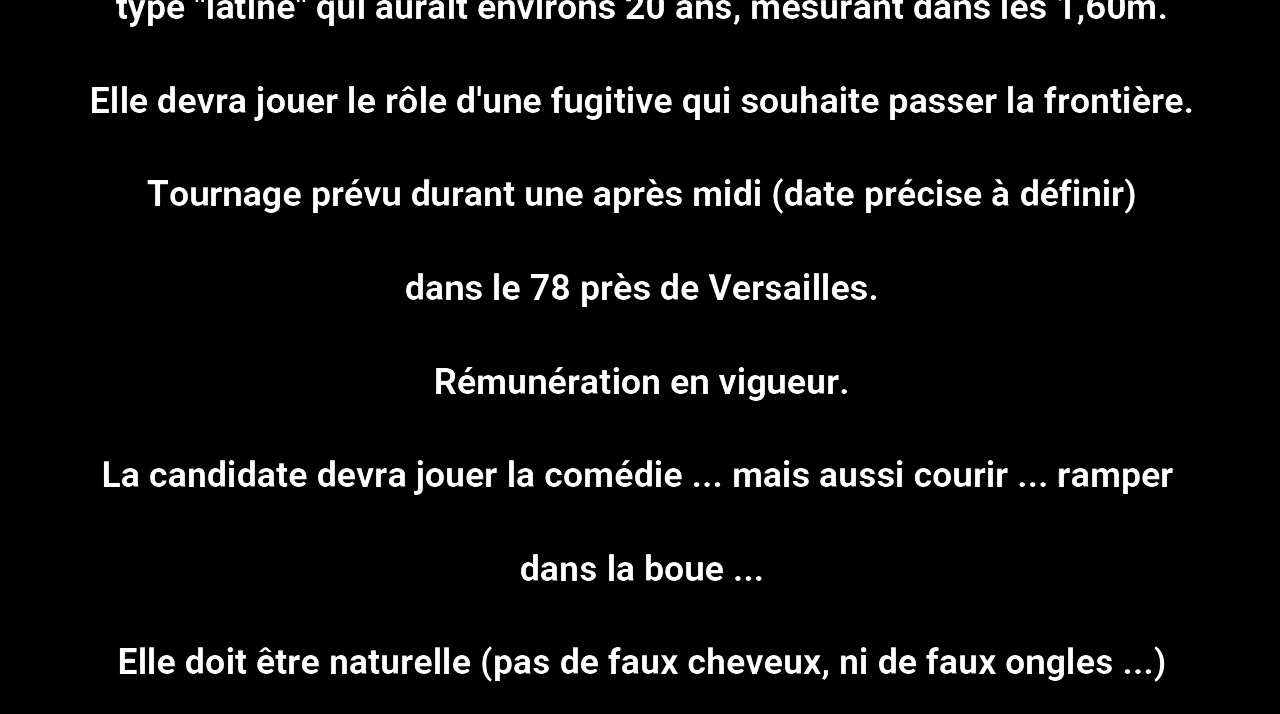 type "latine" qui aurait environs 20 ans, mesurant dans les 1,60m.
Elle devra jouer le rôle d'une fugitive qui souhaite passer la frontière.
Tournage prévu durant une après midi (date précise à définir)
dans le 78 près de Versailles.
Rémunération en vigueur.
La candidate devra jouer la comédie ... mais aussi courir ... ramper
dans la boue ...
Elle doit être naturelle (pas de faux cheveux, ni de faux ongles ...)